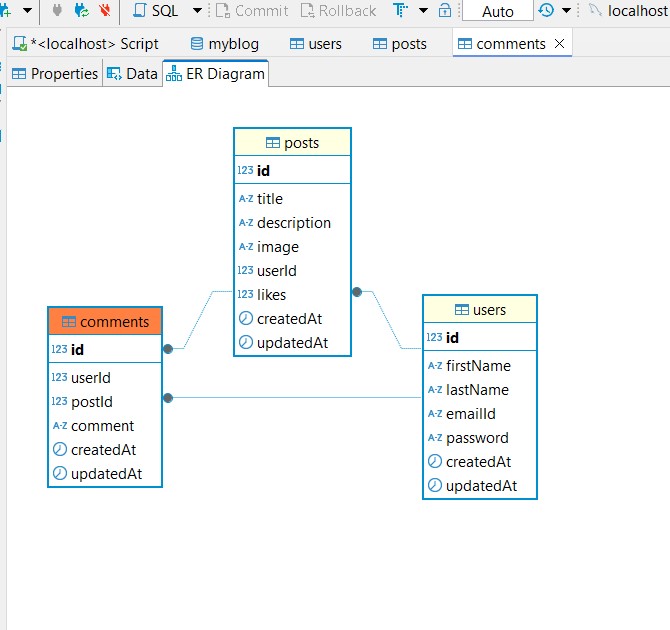 SQL Commit Rollback Auto localhost
*<localhost> Script myblog users posts comments
Properties Data ER Diagram
posts
123 id
A-Z title
A-Z description
A-Z image
123 userId
123 likes
createdAt
updatedAt
comments
123 id
123 userId
123 postId
A-Z comment
createdAt
updatedAt
users
123 id
A-Z firstName
A-Z lastName
A-Z emailId
A-Z password
createdAt
updatedAt